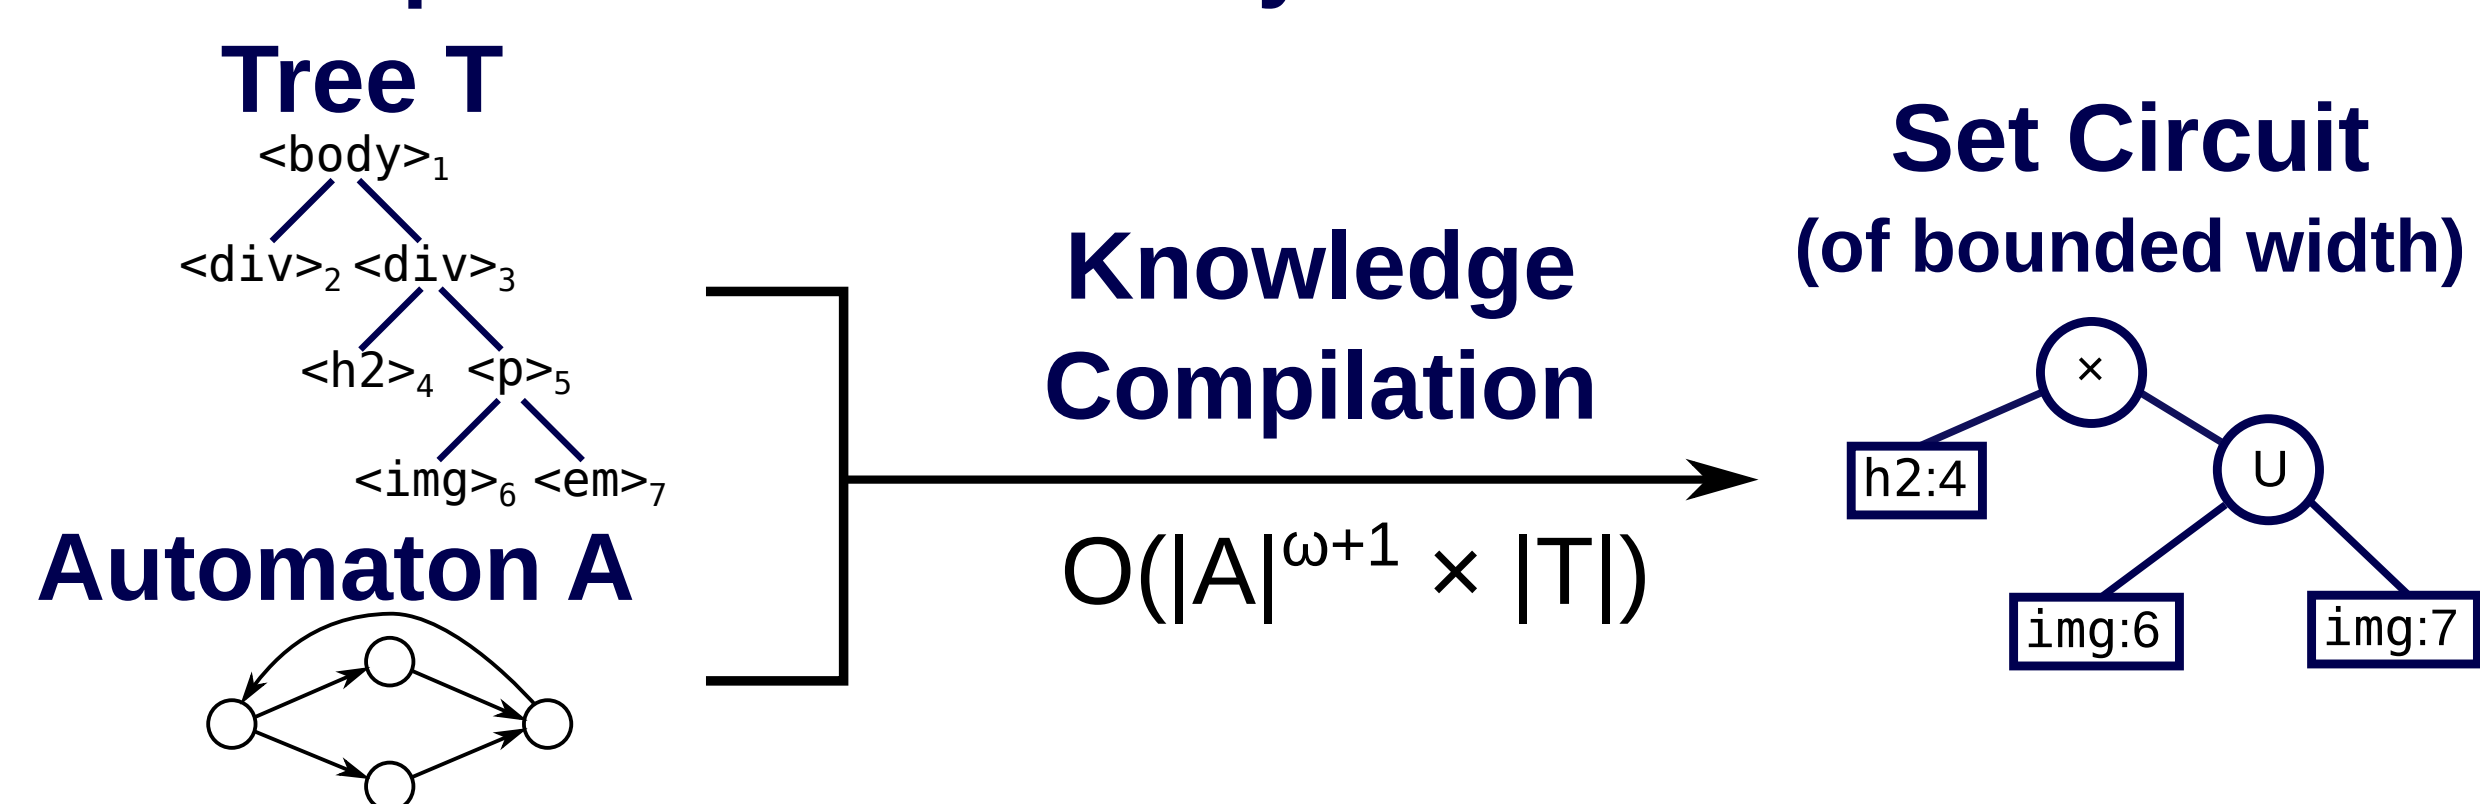 Tree T
<body>1
<div>2 <div>3
<h2>4 <p>5
<img>6 <em>7
Automaton A
Knowledge
Compilation
O(|A|^ω+1 × |T|)
Set Circuit
(of bounded width)
×
h2:4
U
img:6
img:7